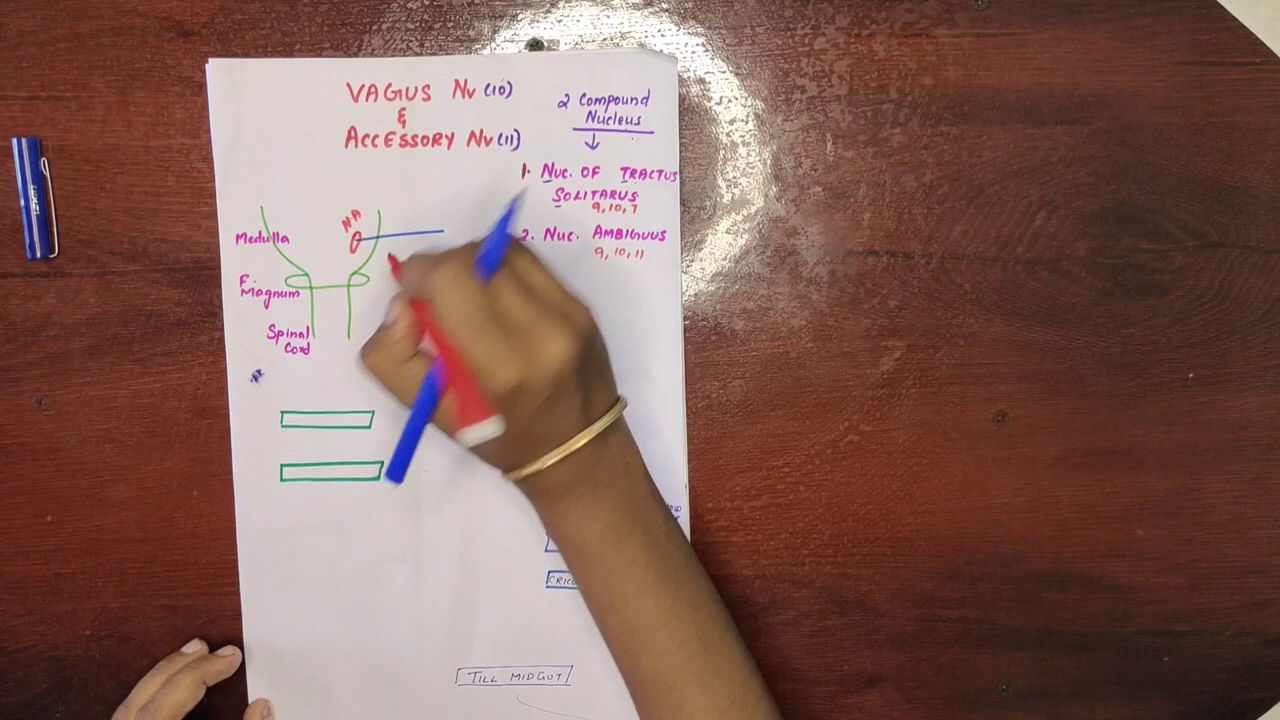 VAGUS Nv (10)
&
ACCESSORY Nv (11)
2 Compound
Nucleus
1. Nuc. OF TRACTUS
SOLITARUS
9, 10, 7
2. Nuc. AMBIGUUS
9, 10, 11
N.A
Medulla
F.
Magnum
Spinal
Cord
TILL MIDGUT